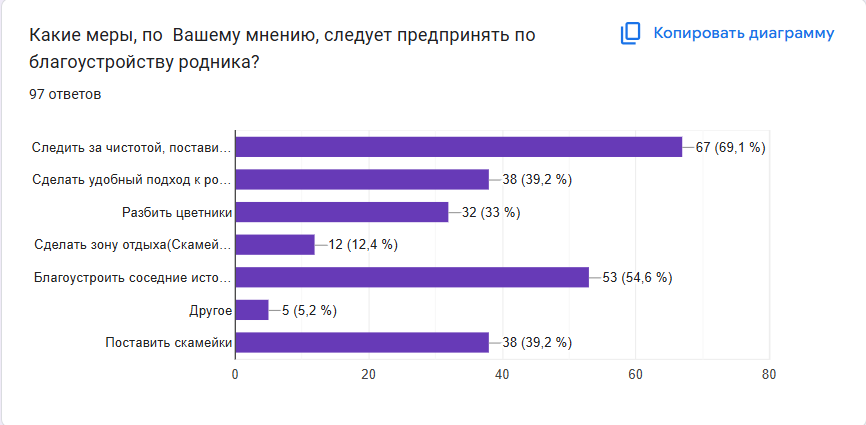 Какие меры, по  Вашему мнению, следует предпринять по
благоустройству родника?
Копировать диаграмму
97 ответов
Следить за чистотой, постави…
67 (69,1 %)
Сделать удобный подход к ро…
38 (39,2 %)
Разбить цветники
32 (33 %)
Сделать зону отдыха(Скамей…
12 (12,4 %)
Благоустроить соседние исто…
53 (54,6 %)
Другое
5 (5,2 %)
Поставить скамейки
38 (39,2 %)
0 20 40 60 80